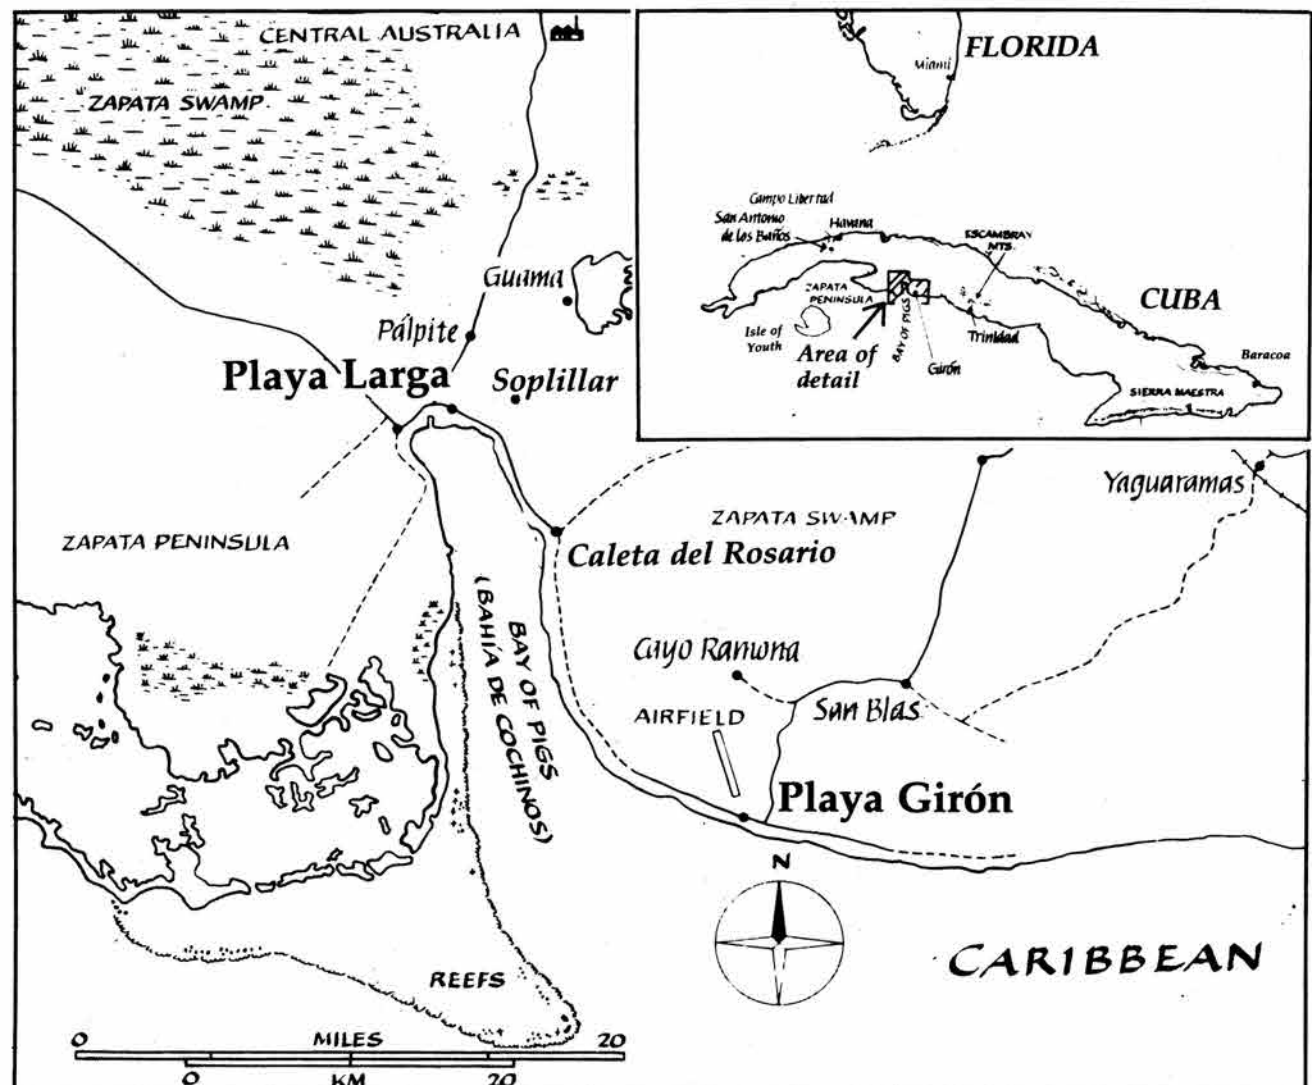 CENTRAL AUSTRALIA
ZAPATA SWAMP
Guama
Pálpite
Playa Larga
Soplillar
ZAPATA PENINSULA
Caleta del Rosario
ZAPATA SWAMP
Yaguaramas
BAY OF PIGS
(BAHÍA DE COCHINOS)
Cayo Ramona
San Blas
AIRFIELD
Playa Girón
N
CARIBBEAN
REEFS
0 MILES 20
0 KM 20
FLORIDA
Miami
Campo Libertad
San Antonio
de los Baños
Havana
ESCAMBRAY
MTS.
ZAPATA
PENINSULA
CUBA
Isle of
Youth
Area of
detail
BAY OF PIGS
Girón
Trinidad
Baracoa
SIERRA MAESTRA